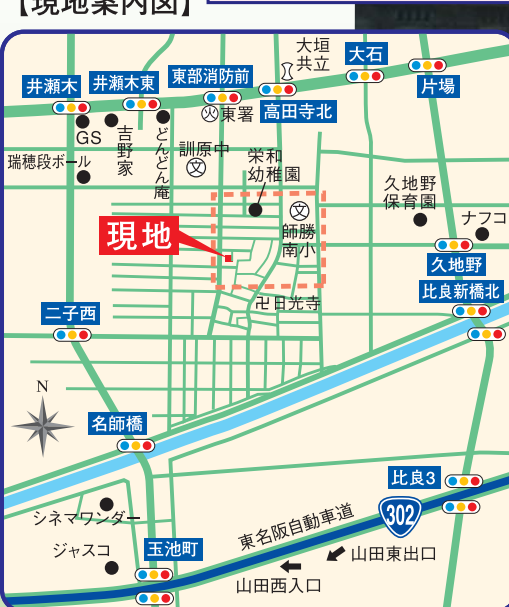 【現地案内図】
大垣
共立
大石
井瀬木
井瀬木東
東部消防前
片場
高田寺北
火 東署
GS
吉野家
どんどん庵
訓原中
文
栄和
幼稚園
瑞穂段ボール
久地野
保育園
ナフコ
文
師勝
南小
現地
久地野
比良新橋北
卍日光寺
二子西
N
名師橋
比良3
302
シネマワンダー
東名阪自動車道
ジャスコ
玉池町
山田東出口
山田西入口